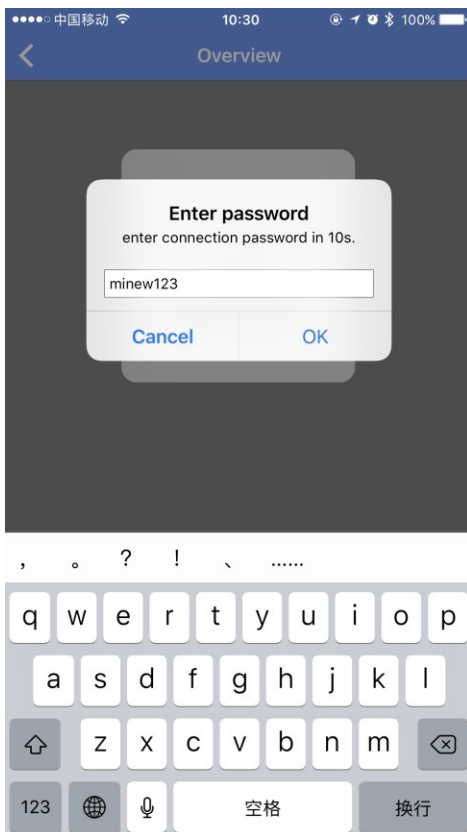 中国移动 10:30 100%
Overview
Enter password
enter connection password in 10s.
minew123
Cancel OK
, 。 ? ! 、 ……
q w e r t y u i o p
a s d f g h j k l
z x c v b n m
123 空格 换行